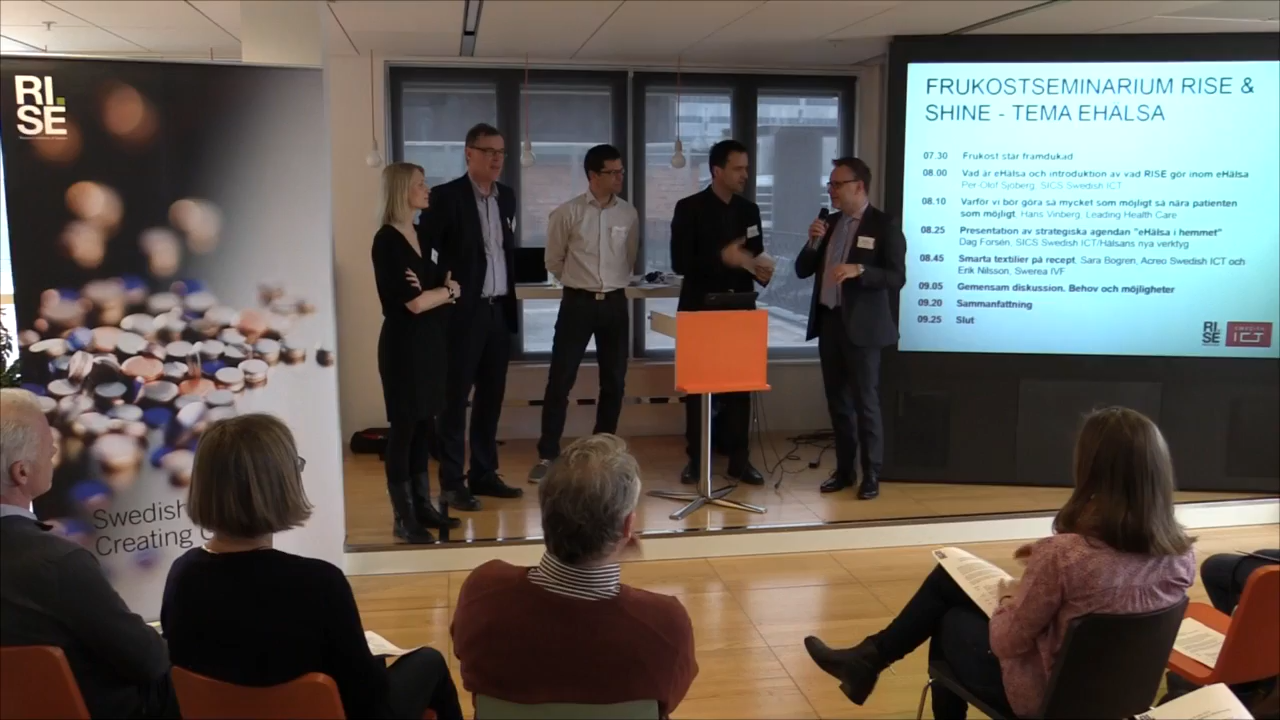 RI.
SE
Swedish
Creating
FRUKOSTSEMINARIUM RISE &
SHINE - TEMA EHÄLSA
07.30 Frukost står framdukad
08.00 Vad är eHälsa och introduktion av vad RISE gör inom eHälsa
Per-Olof Sjöberg, SICS Swedish ICT
08.10 Varför vi bör göra så mycket som möjligt så nära patienten
som möjligt, Hans Vinberg, Leading Health Care
08.25 Presentation av strategiska agendan "eHälsa i hemmet"
Dag Forsén, SICS Swedish ICT/Hälsans nya verktyg
08.45 Smarta textilier på recept, Sara Bogren, Acreo Swedish ICT och
Erik Nilsson, Swerea IVF
09.05 Gemensam diskussion. Behov och möjligheter
09.20 Sammanfattning
09.25 Slut
RI.
SE
SWEDISH
ICT